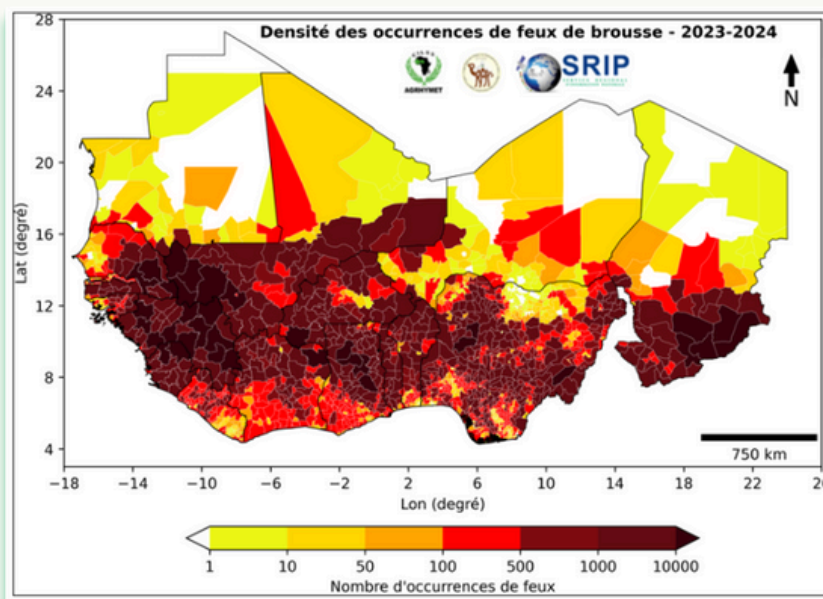 Densité des occurrences de feux de brousse - 2023-2024
AGRHYMET
SRIP
N
28
24
20
16
12
8
4
Lat (degré)
750 km
−18 −14 −10 −6 −2 2 6 10 14 18 22 26
Lon (degré)
1 10 50 100 500 1000 10000
Nombre d'occurrences de feux